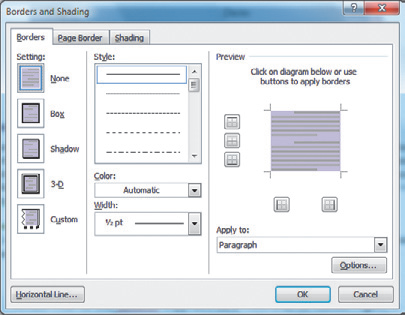 Borders and Shading
Borders Page Border Shading
Setting:
None
Box
Shadow
3-D
Custom
Style:
Color:
Automatic
Width:
½ pt
Preview
Click on diagram below or use
buttons to apply borders
Apply to:
Paragraph
Options...
Horizontal Line...
OK
Cancel